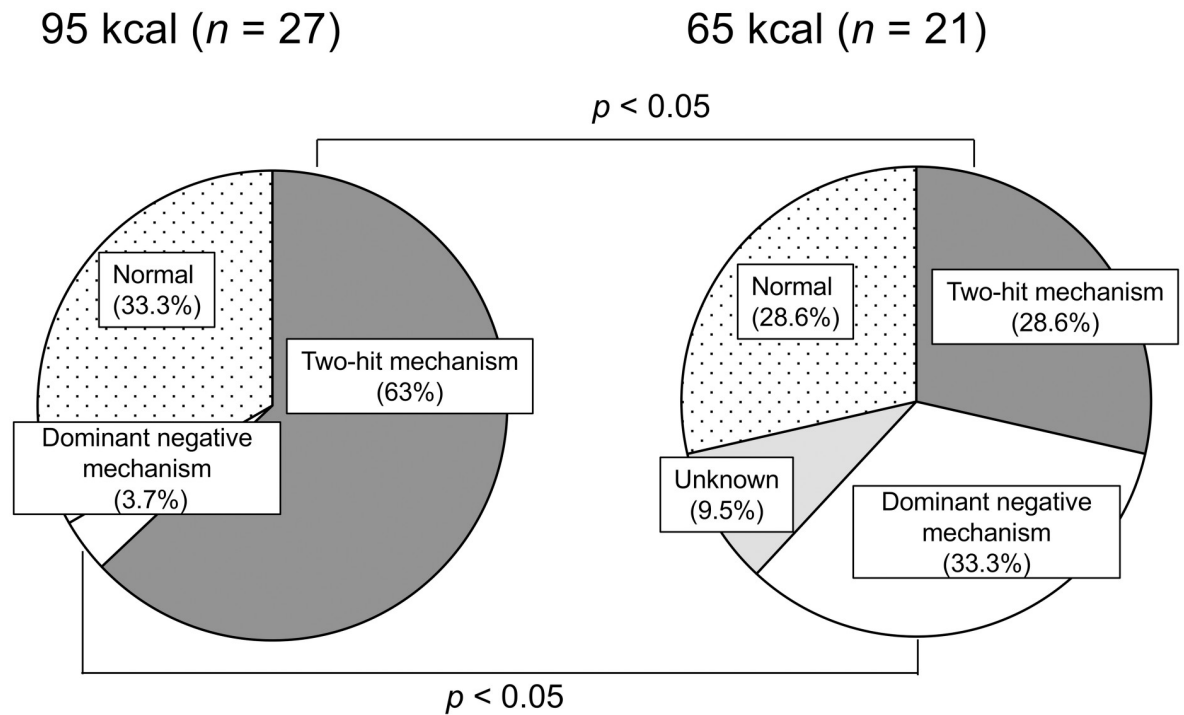 95 kcal (n = 27)
65 kcal (n = 21)
p < 0.05
Normal
(33.3%)
Two-hit mechanism
(63%)
Dominant negative
mechanism
(3.7%)
Normal
(28.6%)
Two-hit mechanism
(28.6%)
Unknown
(9.5%)
Dominant negative
mechanism
(33.3%)
p < 0.05